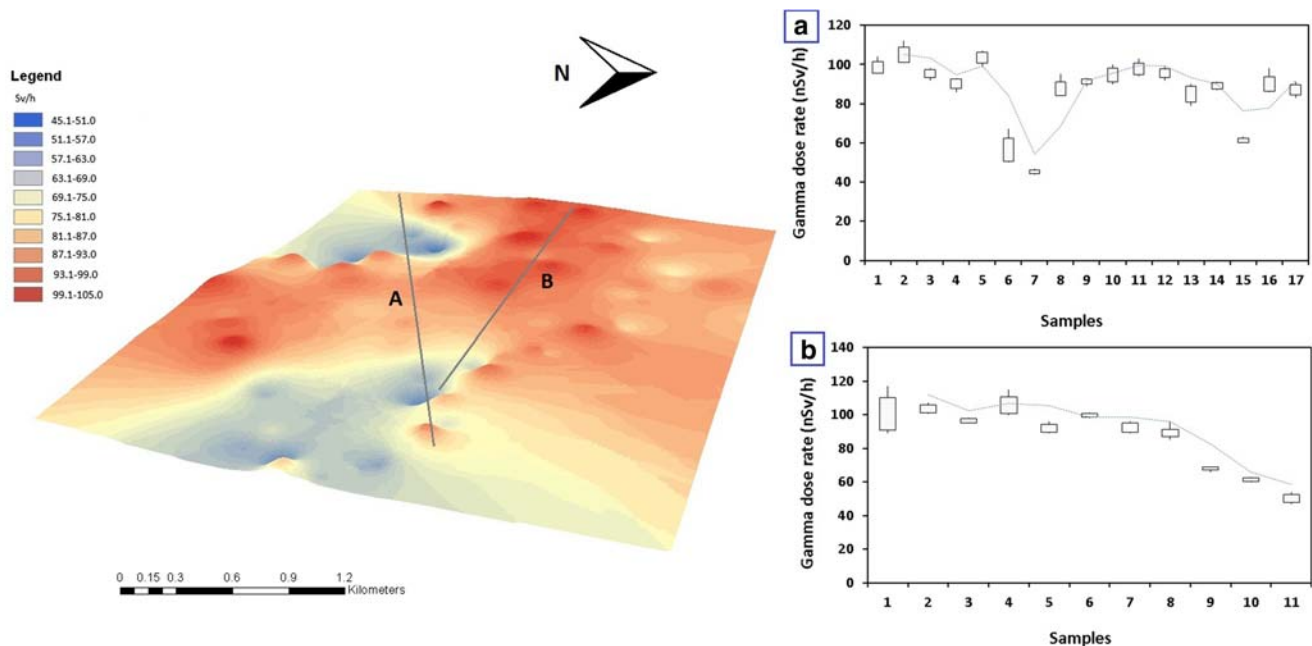 Legend
Sv/h
45.1-51.0
51.1-57.0
57.1-63.0
63.1-69.0
69.1-75.0
75.1-81.0
81.1-87.0
87.1-93.0
93.1-99.0
99.1-105.0
N
A
B
0 0.15 0.3 0.6 0.9 1.2
Kilometers
a
Gamma dose rate (nSv/h)
120
100
80
60
40
20
0
1 2 3 4 5 6 7 8 9 10 11 12 13 14 15 16 17
Samples
b
Gamma dose rate (nSv/h)
140
120
100
80
60
40
20
0
1 2 3 4 5 6 7 8 9 10 11
Samples